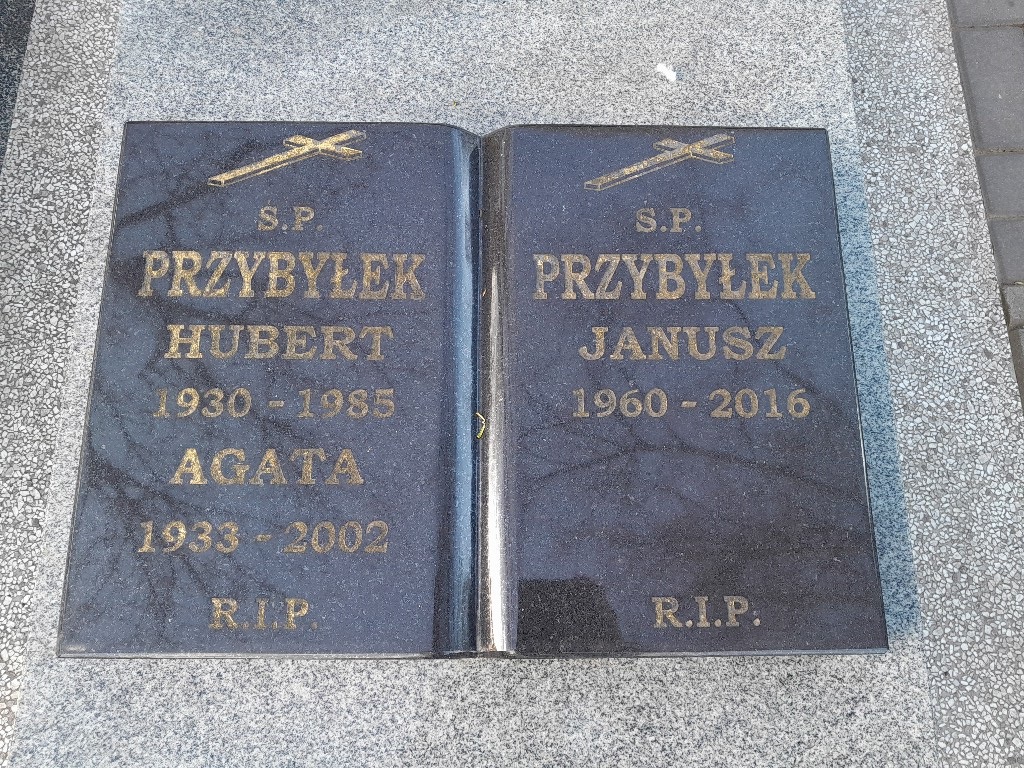 S.P.
PRZYBYŁEK
HUBERT
1930 - 1985
AGATA
1933 - 2002
R.I.P.
S.P.
PRZYBYŁEK
JANUSZ
1960 - 2016
R.I.P.